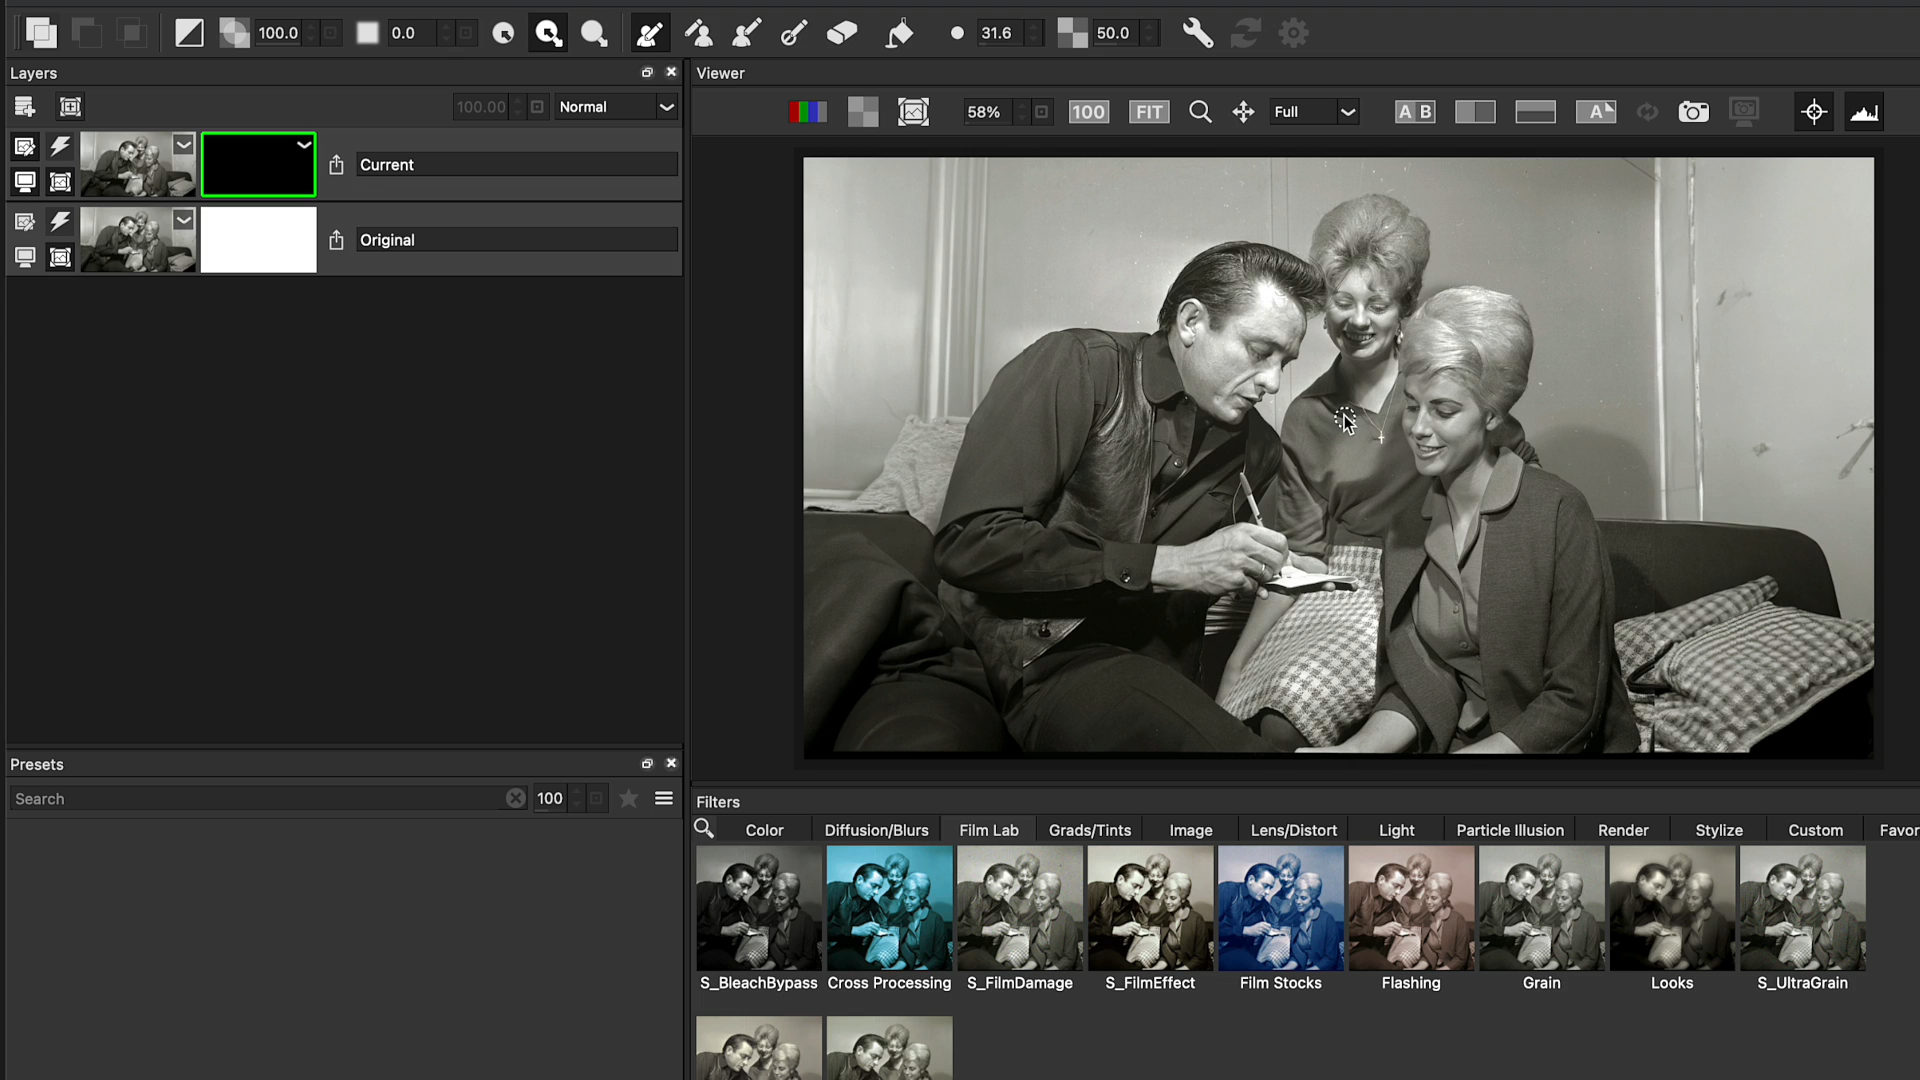 100.0
0.0
31.6
50.0
Layers
Viewer
100.00
Normal
58%
100
FIT
Full
A B
A
Current
Original
Presets
Search
100
Filters
Color
Diffusion/Blurs
Film Lab
Grads/Tints
Image
Lens/Distort
Light
Particle Illusion
Render
Stylize
Custom
Favor
S_BleachBypass
Cross Processing
S_FilmDamage
S_FilmEffect
Film Stocks
Flashing
Grain
Looks
S_UltraGrain